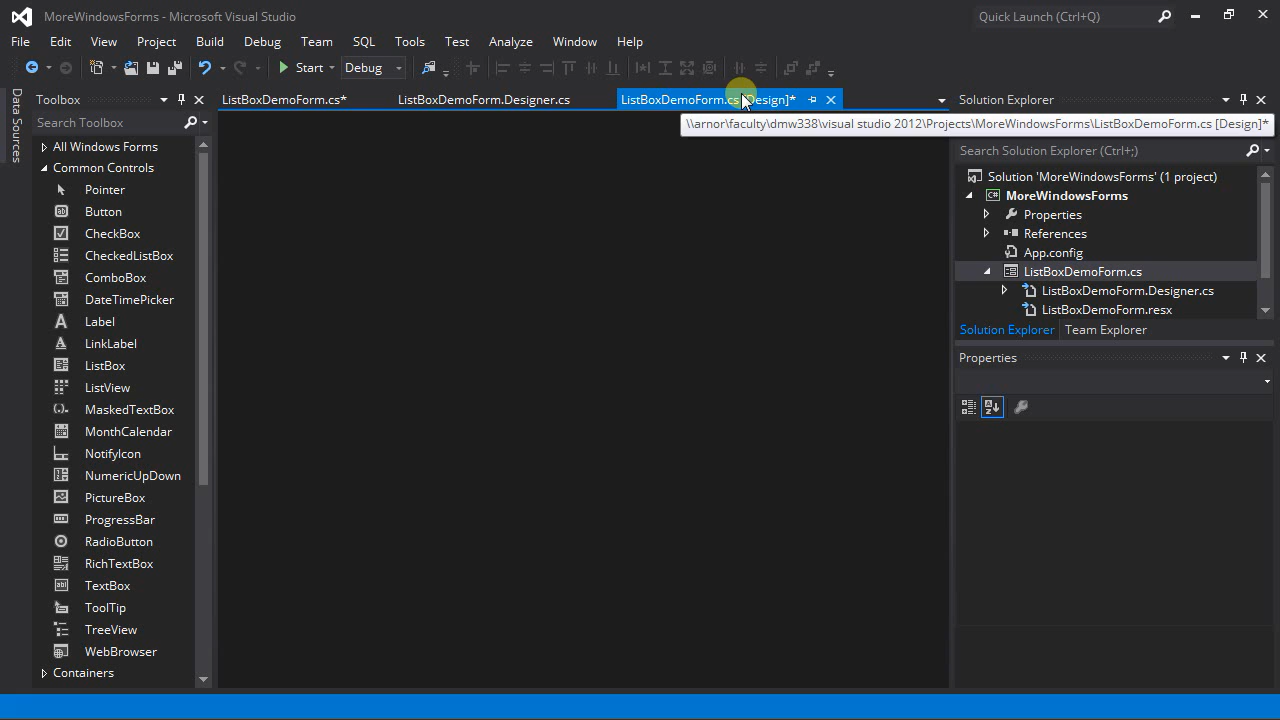 MoreWindowsForms - Microsoft Visual Studio
Quick Launch (Ctrl+Q)
File Edit View Project Build Debug Team SQL Tools Test Analyze Window Help
Start Debug
Data Sources
Toolbox
ListBoxDemoForm.cs*
ListBoxDemoForm.Designer.cs
ListBoxDemoForm.cs [Design]*
Solution Explorer
\\arnor\faculty\dmw338\visual studio 2012\Projects\MoreWindowsForms\ListBoxDemoForm.cs [Design]*
Search Toolbox
All Windows Forms
Common Controls
Pointer
Button
CheckBox
CheckedListBox
ComboBox
DateTimePicker
Label
LinkLabel
ListBox
ListView
MaskedTextBox
MonthCalendar
NotifyIcon
NumericUpDown
PictureBox
ProgressBar
RadioButton
RichTextBox
TextBox
ToolTip
TreeView
WebBrowser
Containers
Search Solution Explorer (Ctrl+;)
Solution 'MoreWindowsForms' (1 project)
MoreWindowsForms
Properties
References
App.config
ListBoxDemoForm.cs
ListBoxDemoForm.Designer.cs
ListBoxDemoForm.resx
Solution Explorer Team Explorer
Properties